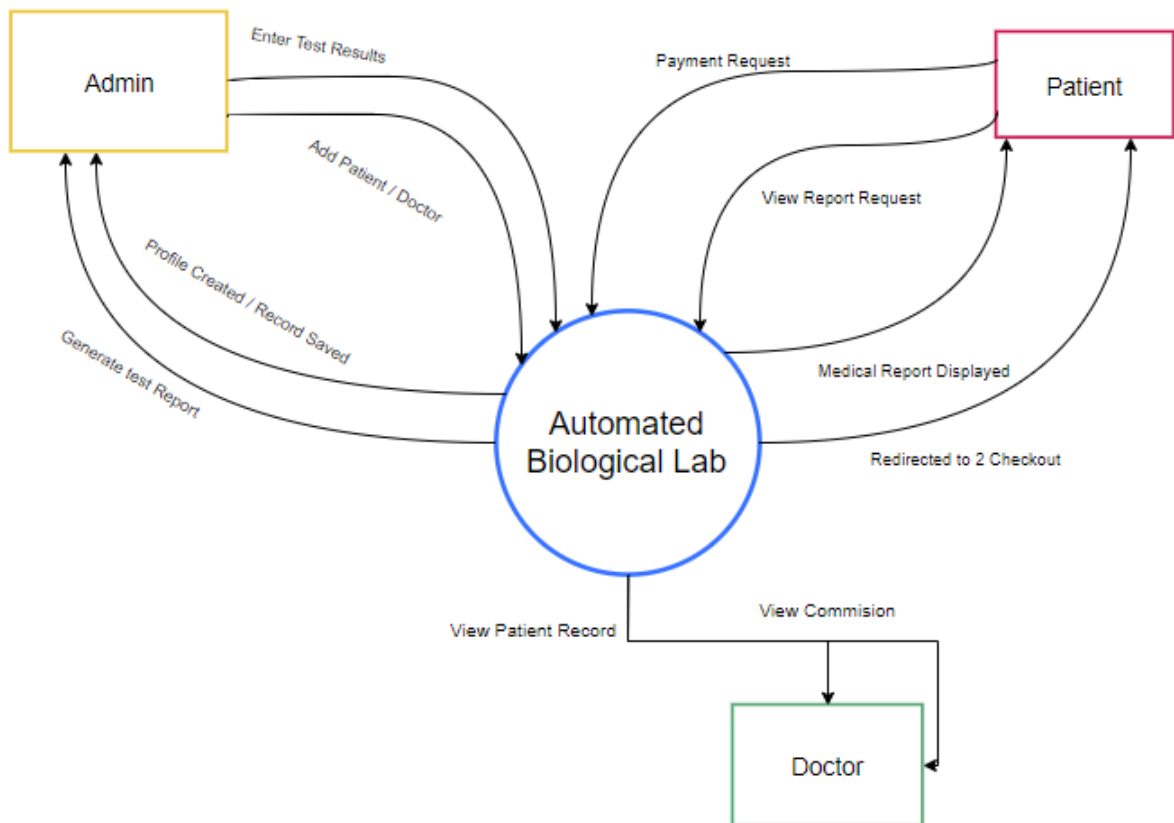 Enter Test Results
Admin
Payment Request
Patient
Add Patient / Doctor
View Report Request
Profile Created / Record Saved
Generate test Report
Medical Report Displayed
Automated
Biological Lab
Redirected to 2 Checkout
View Commision
View Patient Record
Doctor